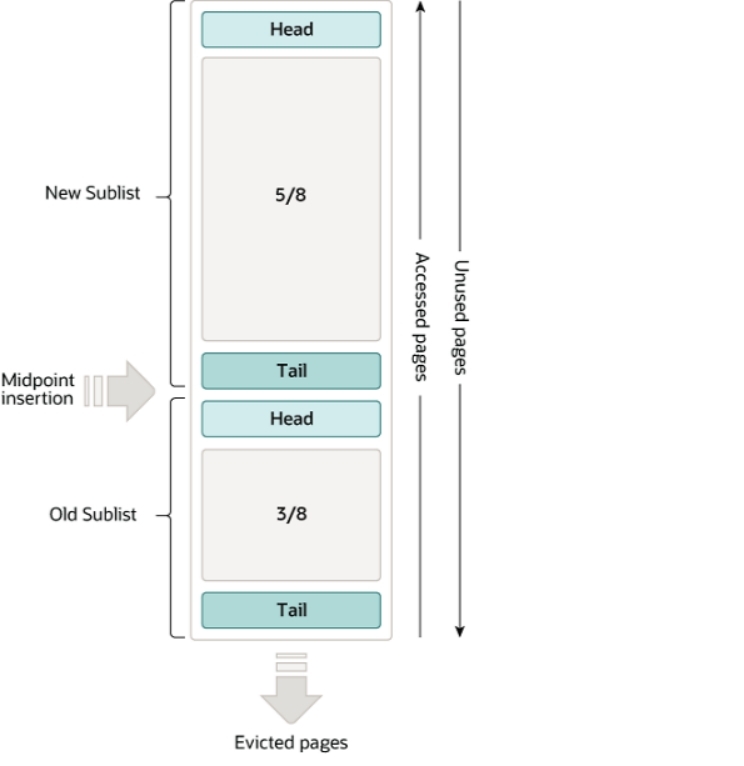 Head
New Sublist
5/8
Accessed pages
Unused pages
Tail
Midpoint
insertion
Head
Old Sublist
3/8
Tail
Evicted pages